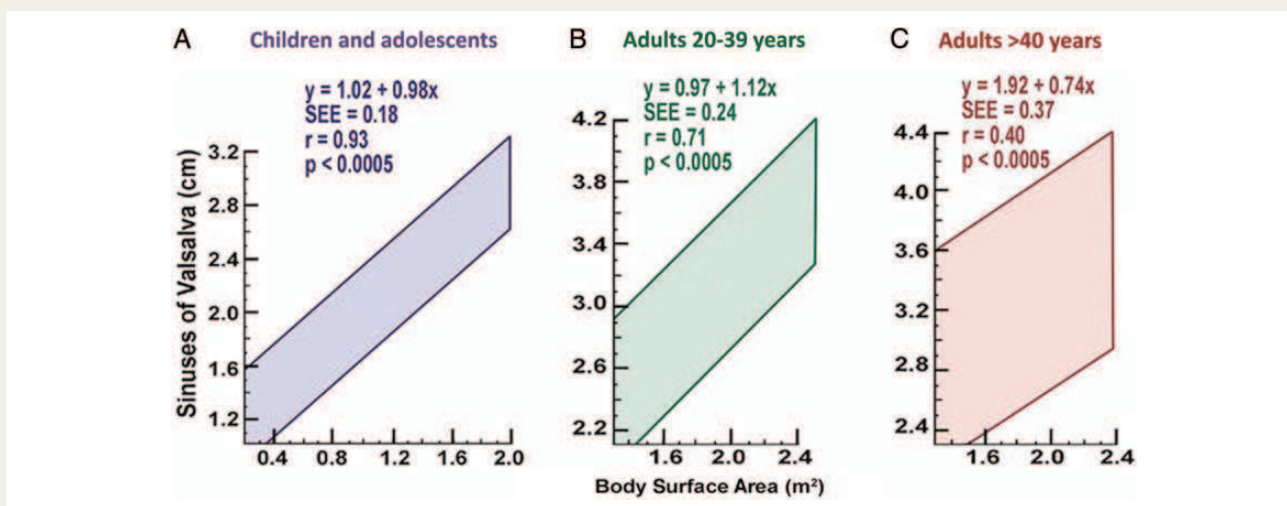 A Children and adolescents
y = 1.02 + 0.98x
SEE = 0.18
r = 0.93
p < 0.0005
Sinuses of Valsalva (cm)
3.2
2.8
2.4
2.0
1.6
1.2
0.4 0.8 1.2 1.6 2.0
B Adults 20-39 years
y = 0.97 + 1.12x
SEE = 0.24
r = 0.71
p < 0.0005
4.2
3.8
3.4
3.0
2.6
2.2
1.6 2.0 2.4
Body Surface Area (m²)
C Adults >40 years
y = 1.92 + 0.74x
SEE = 0.37
r = 0.40
p < 0.0005
4.4
4.0
3.6
3.2
2.8
2.4
1.6 2.0 2.4